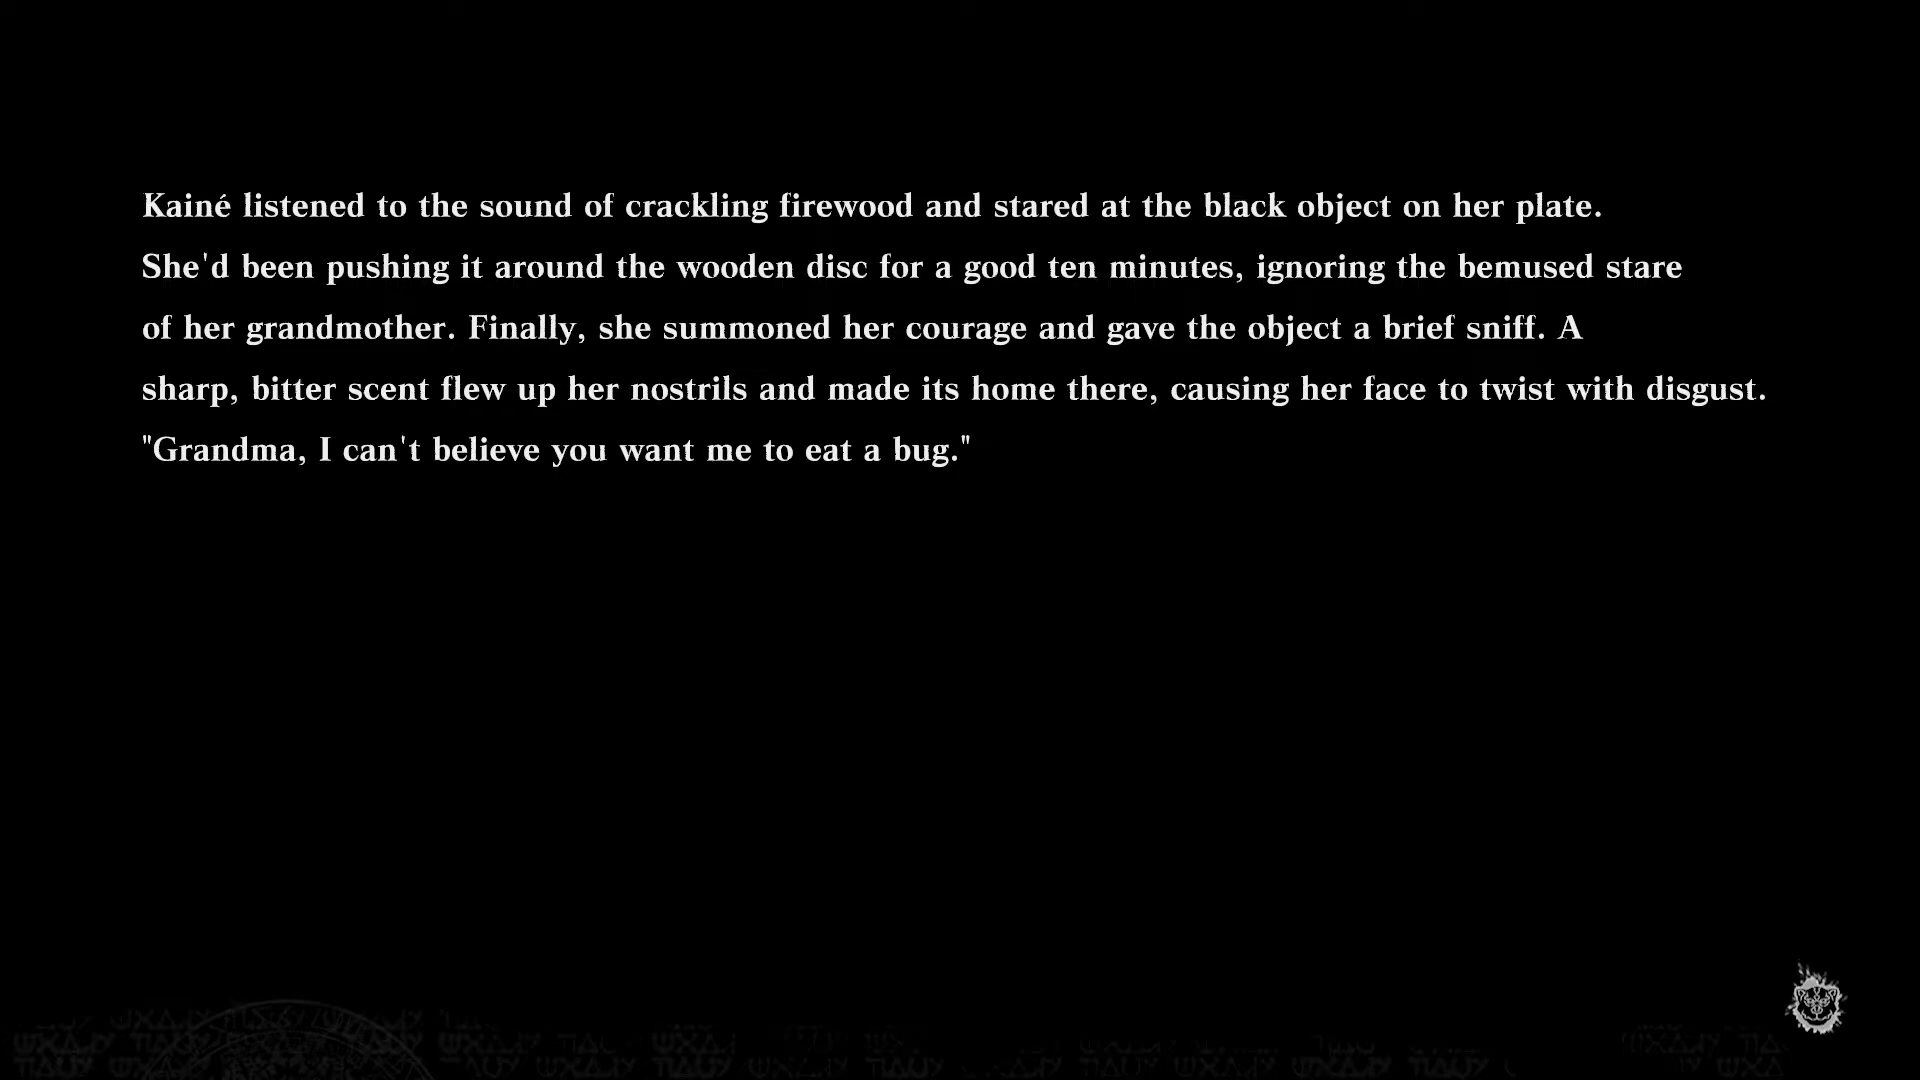 Kainé listened to the sound of crackling firewood and stared at the black object on her plate.
She'd been pushing it around the wooden disc for a good ten minutes, ignoring the bemused stare
of her grandmother. Finally, she summoned her courage and gave the object a brief sniff. A
sharp, bitter scent flew up her nostrils and made its home there, causing her face to twist with disgust.
"Grandma, I can't believe you want me to eat a bug."